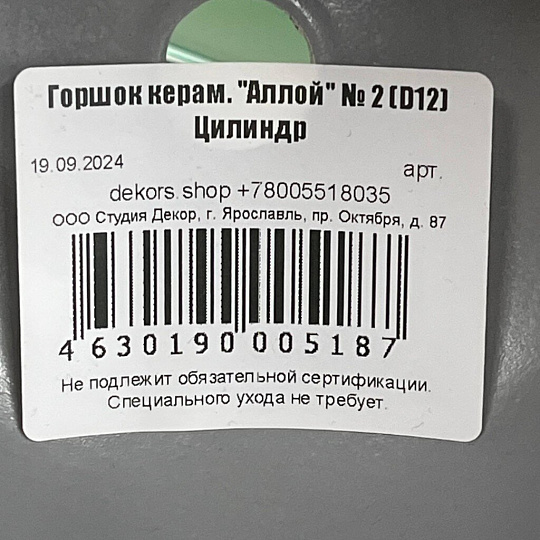 Горшок керам. "Аллой" № 2 (D12)
Цилиндр
19.09.2024 арт.
dekors.shop +78005518035
ООО Студия Декор, г. Ярославль, пр. Октября, д. 87
4 630190 005187
Не подлежит обязательной сертификации.
Специального ухода не требует.